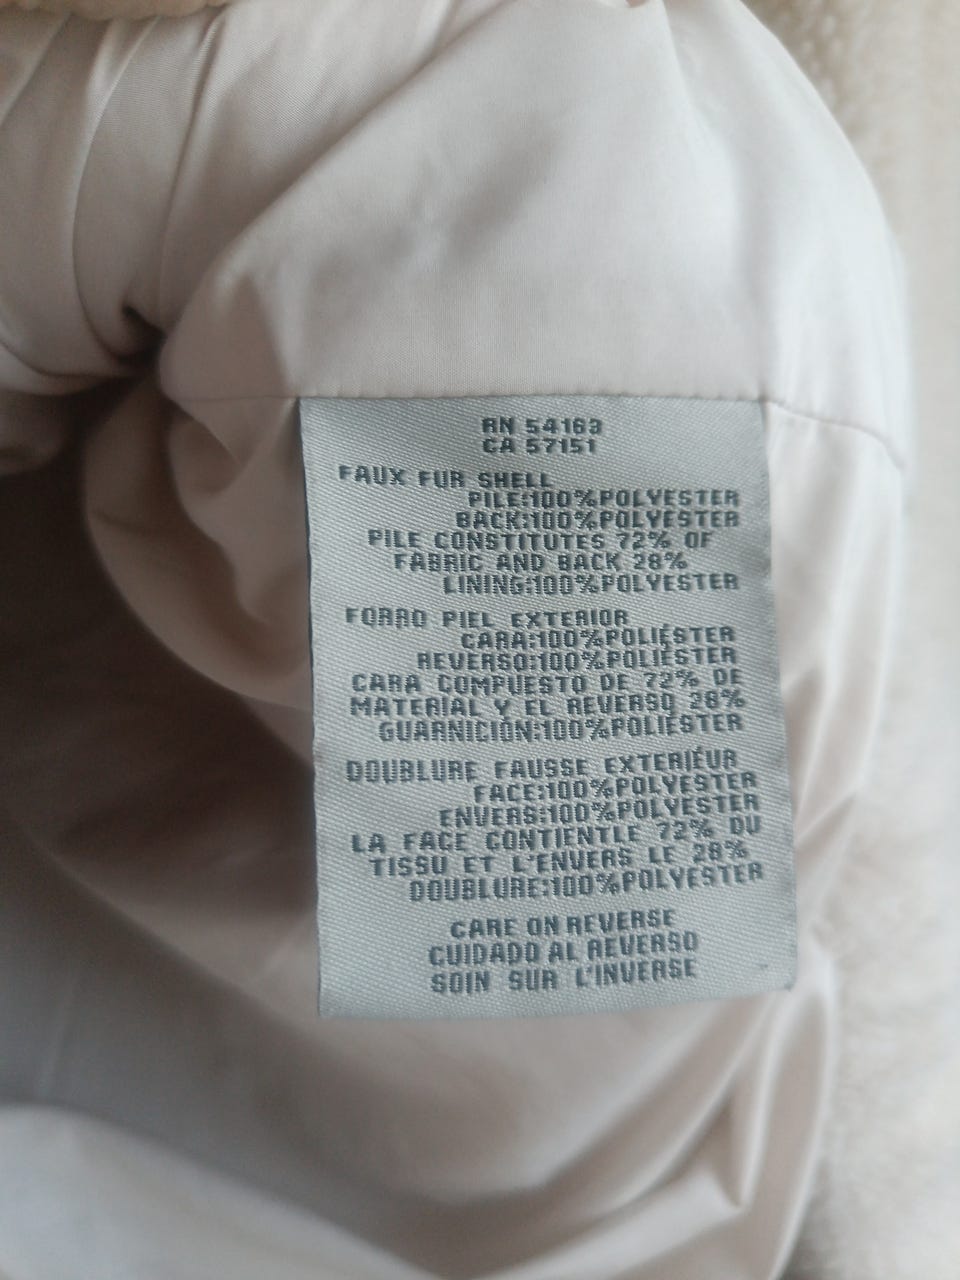 RN 54163
CA 57151
FAUX FUR SHELL
PILE:100%POLYESTER
BACK:100%POLYESTER
PILE CONSTITUTES 72% OF
FABRIC AND BACK 28%
LINING:100%POLYESTER
FORRO PIEL EXTERIOR
CARA:100%POLIÉSTER
REVERSO:100%POLIÉSTER
CARA COMPUESTO DE 72% DE
MATERIAL Y EL REVERSO 28%
GUARNICIÓN:100%POLIÉSTER
DOUBLURE FAUSSE EXTERIÉUR
FACE:100%POLYESTER
ENVERS:100%POLYESTER
LA FACE CONTIENTLE 72% DU
TISSU ET L'ENVERS LE 28%
DOUBLURE:100%POLYESTER
CARE ON REVERSE
CUIDADO AL REVERSO
SOIN SUR L'INVERSE